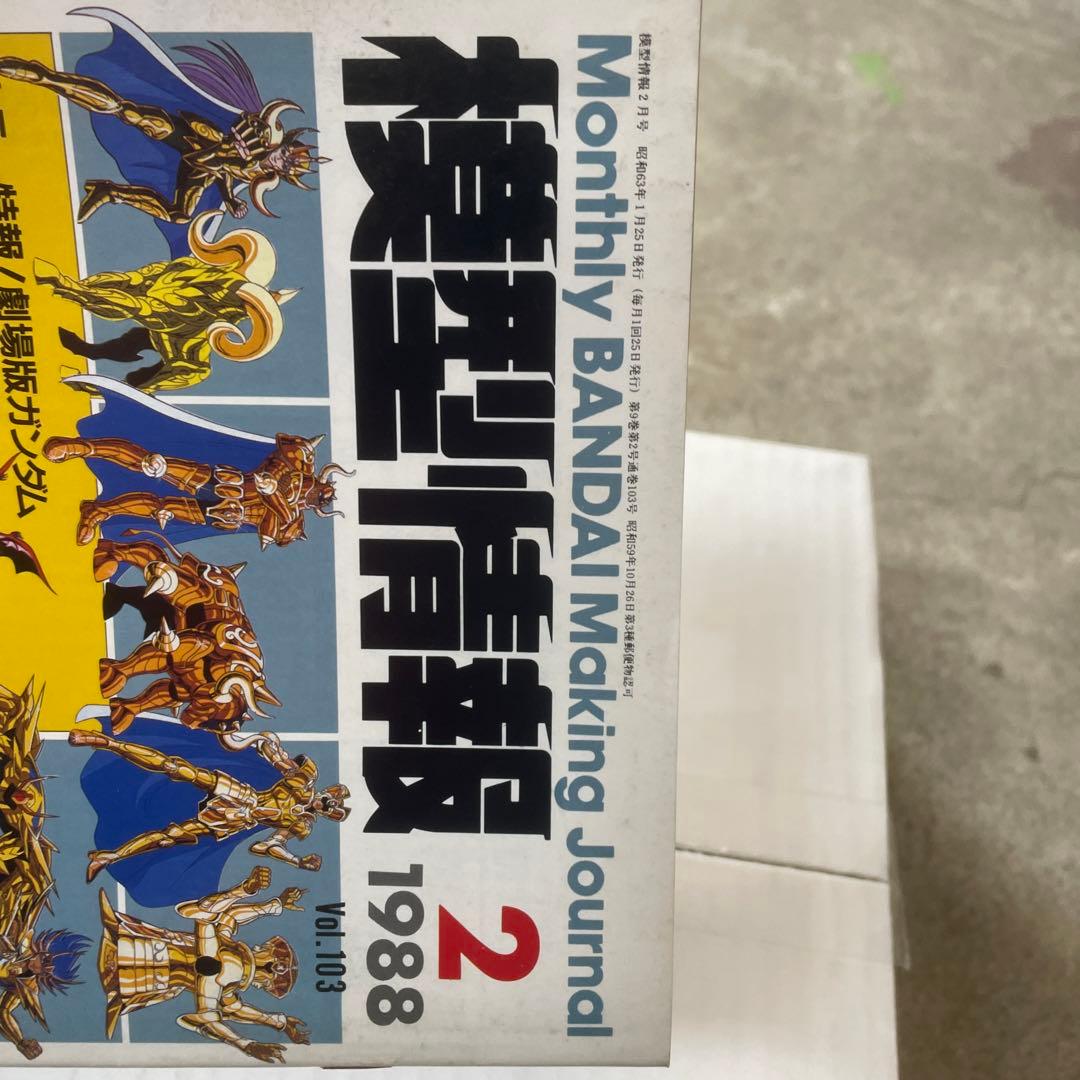 模型情報2月号 昭和63年1月25日発行(毎月1回25日発行)第9巻第2号通巻103号 昭和59年10月26日第3種郵便物認可
Monthly BANDAI Making Journal
模型情報
2
1988
Vol.103
特報!劇場版ガンダム